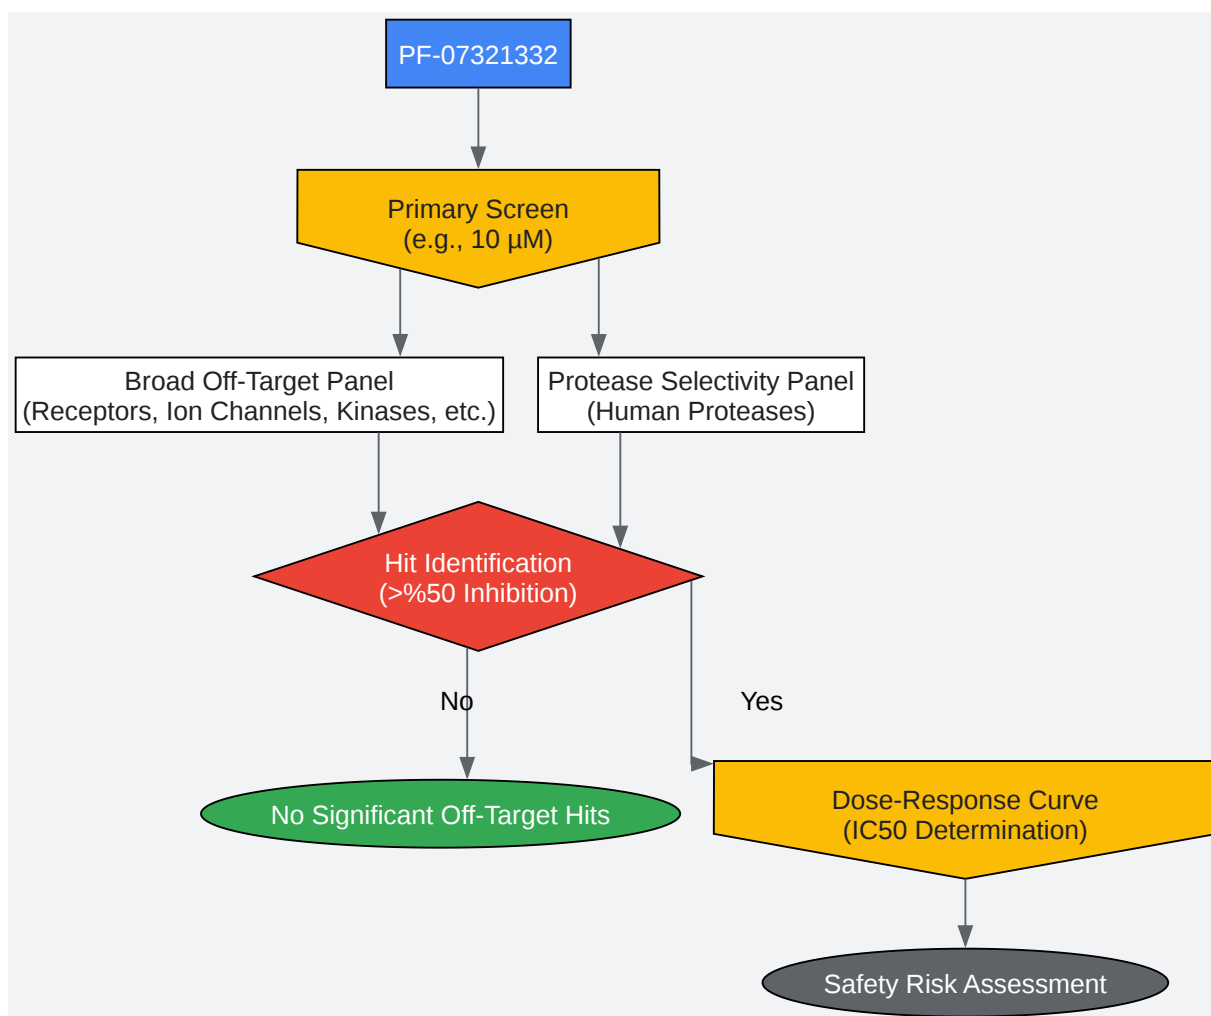 PF-07321332
Primary Screen
(e.g., 10 µM)
Broad Off-Target Panel
(Receptors, Ion Channels, Kinases, etc.)
Protease Selectivity Panel
(Human Proteases)
Hit Identification
(>%50 Inhibition)
No
Yes
No Significant Off-Target Hits
Dose-Response Curve
(IC50 Determination)
Safety Risk Assessment